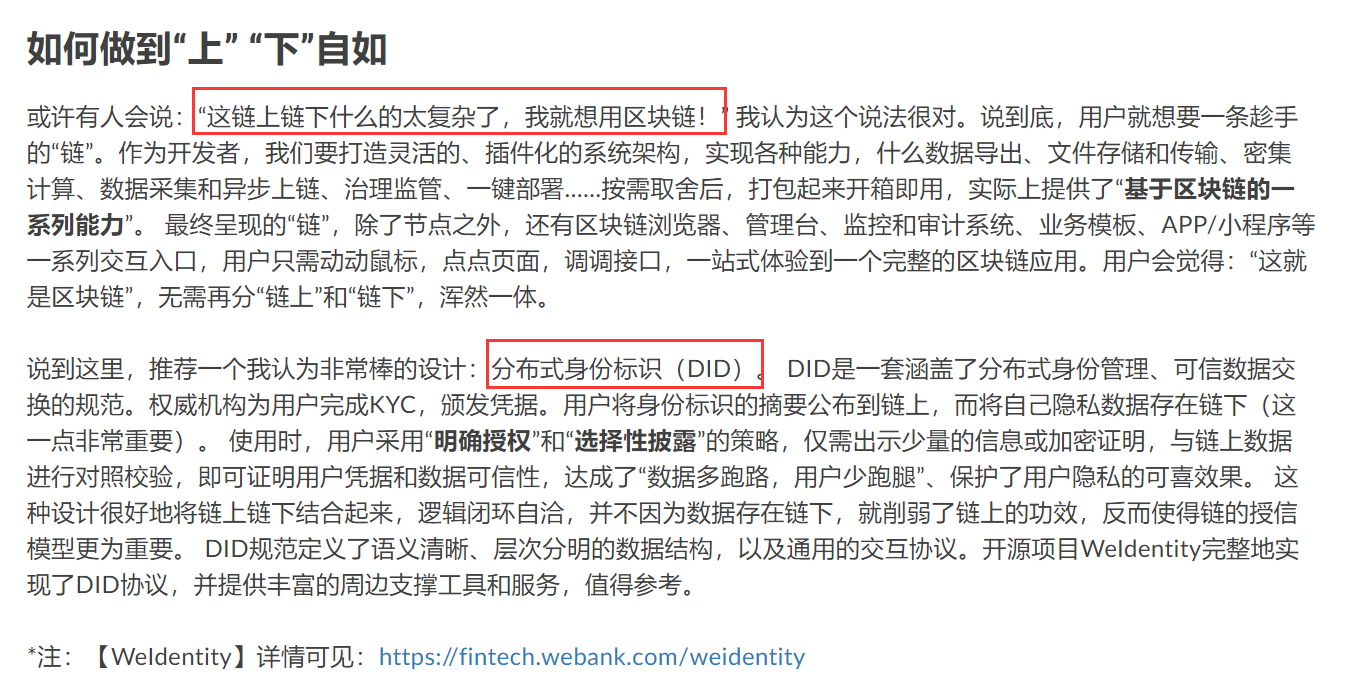 如何做到“上” “下”自如
或许有人会说：“这链上链下什么的太复杂了，我就想用区块链！” 我认为这个说法很对。说到底，用户就想要一条趁手
的“链”。作为开发者，我们要打造灵活的、插件化的系统架构，实现各种能力，什么数据导出、文件存储和传输、密集
计算、数据采集和异步上链、治理监管、一键部署……按需取舍后，打包起来开箱即用，实际上提供了“基于区块链的一
系列能力”。 最终呈现的“链”，除了节点之外，还有区块链浏览器、管理台、监控和审计系统、业务模板、APP/小程序等
一系列交互入口，用户只需动动鼠标，点点页面，调调接口，一站式体验到一个完整的区块链应用。用户会觉得：“这就
是区块链”，无需再分“链上”和“链下”，浑然一体。
说到这里，推荐一个我认为非常棒的设计：分布式身份标识（DID）。 DID是一套涵盖了分布式身份管理、可信数据交
换的规范。权威机构为用户完成KYC，颁发凭据。用户将身份标识的摘要公布到链上，而将自己隐私数据存在链下（这
一点非常重要）。 使用时，用户采用“明确授权”和“选择性披露”的策略，仅需出示少量的信息或加密证明，与链上数据
进行对照校验，即可证明用户凭据和数据可信性，达成了“数据多跑路，用户少跑腿”、保护了用户隐私的可喜效果。 这
种设计很好地将链上链下结合起来，逻辑闭环自洽，并不因为数据存在链下，就削弱了链上的功效，反而使得链的授信
模型更为重要。 DID规范定义了语义清晰、层次分明的数据结构，以及通用的交互协议。开源项目WeIdentity完整地实
现了DID协议，并提供丰富的周边支撑工具和服务，值得参考。
*注：【WeIdentity】详情可见：https://fintech.webank.com/weidentity